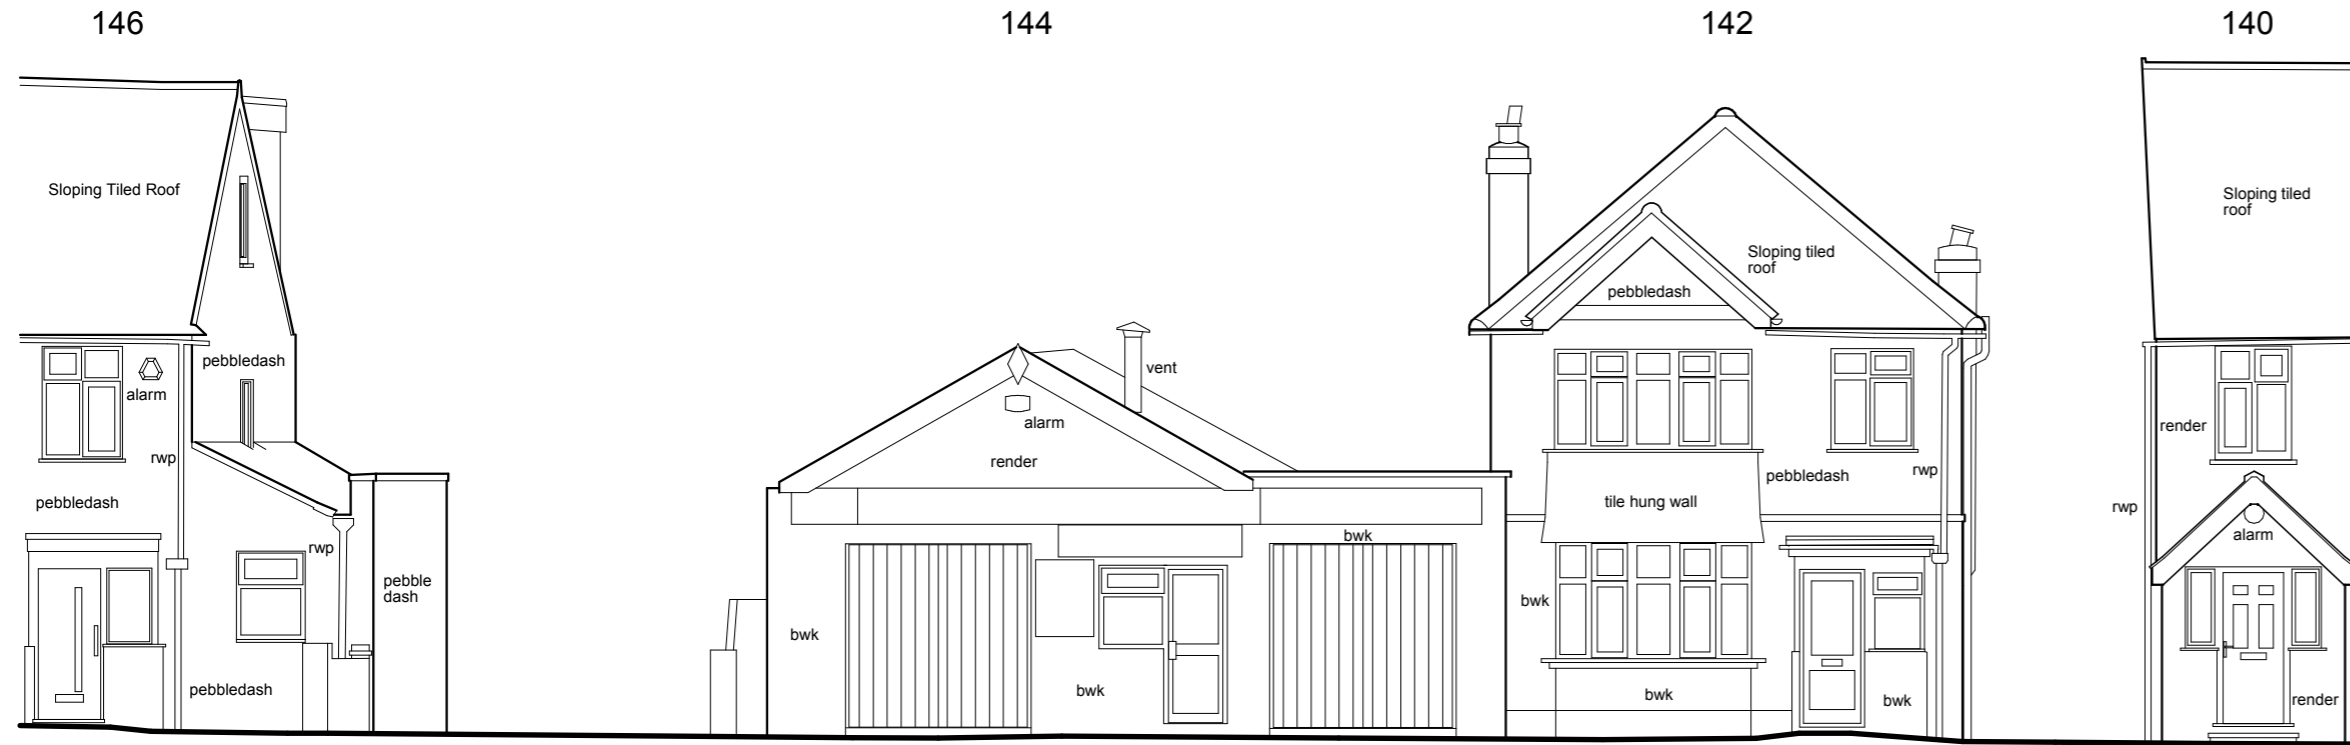 146
144
142
140
Sloping Tiled Roof
pebbledash
alarm
rwp
pebbledash
rwp
pebble
dash
pebbledash
vent
alarm
render
bwk
bwk
bwk
Sloping tiled
roof
pebbledash
pebbledash
rwp
tile hung wall
bwk
bwk
bwk
Sloping tiled
roof
render
rwp
alarm
render